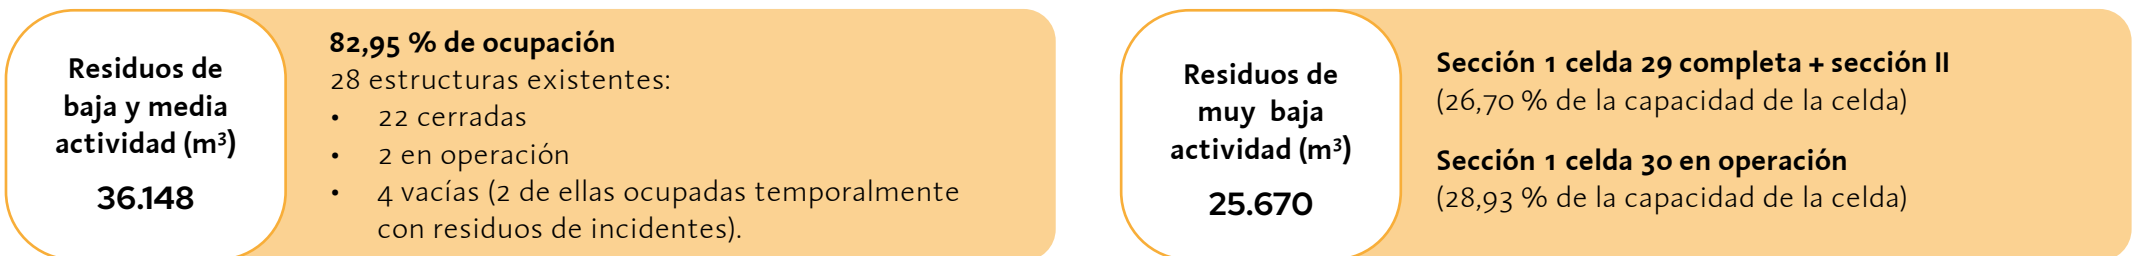 Residuos de
baja y media
actividad (m³)
36.148
82,95 % de ocupación
28 estructuras existentes:
• 22 cerradas
• 2 en operación
• 4 vacías (2 de ellas ocupadas temporalmente
con residuos de incidentes).
Residuos de
muy baja
actividad (m³)
25.670
Sección 1 celda 29 completa + sección II
(26,70 % de la capacidad de la celda)
Sección 1 celda 30 en operación
(28,93 % de la capacidad de la celda)